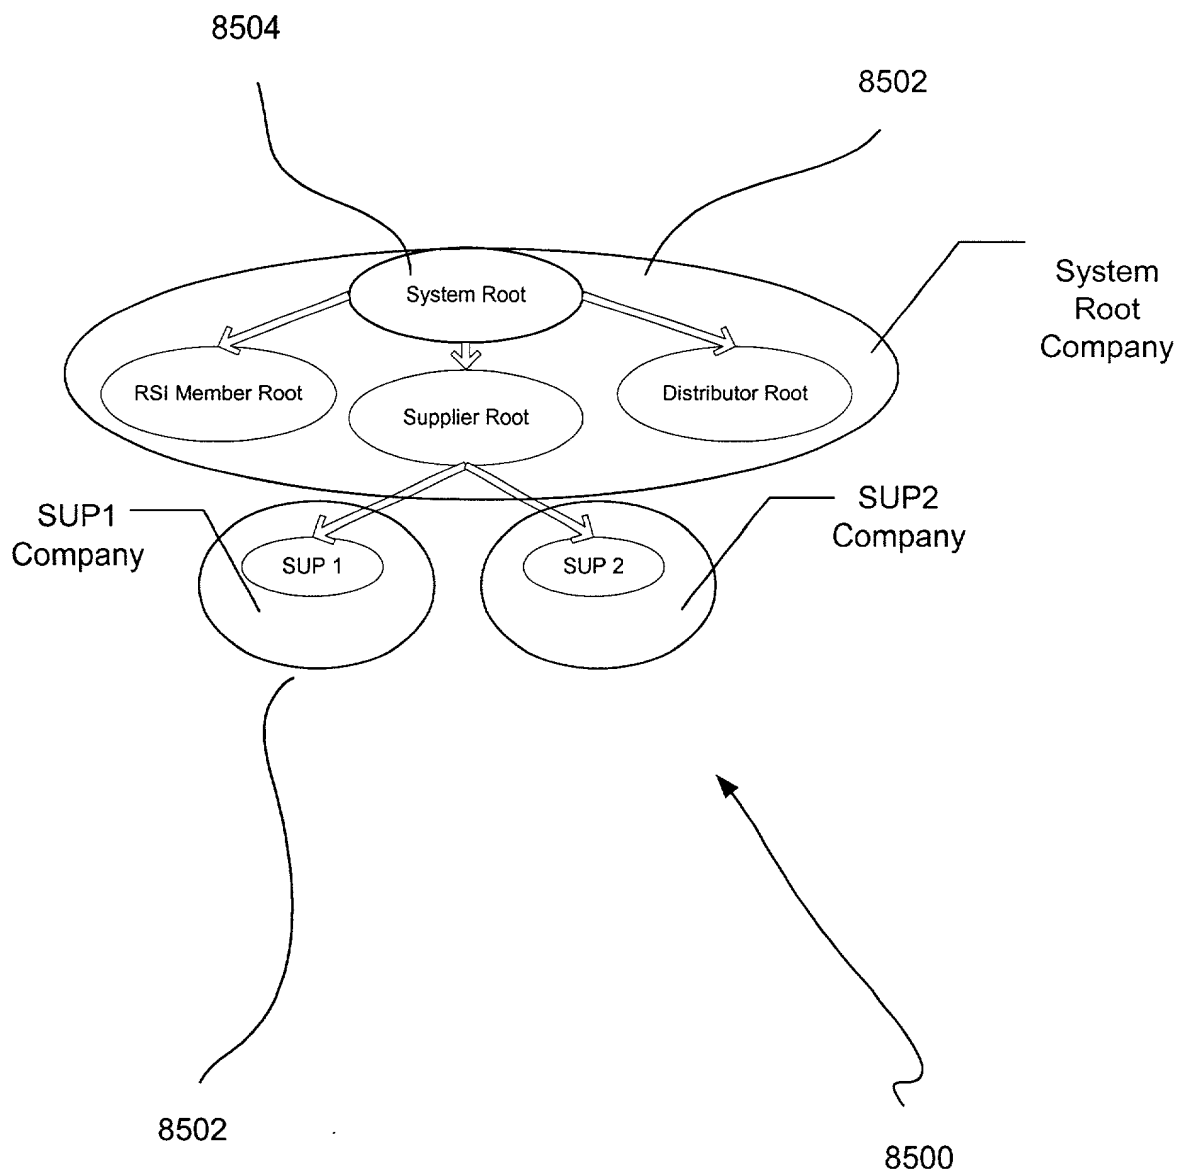 8504
8502
System Root
System
Root
Company
RSI Member Root
Supplier Root
Distributor Root
SUP1
Company
SUP2
Company
SUP 1
SUP 2
8502
8500